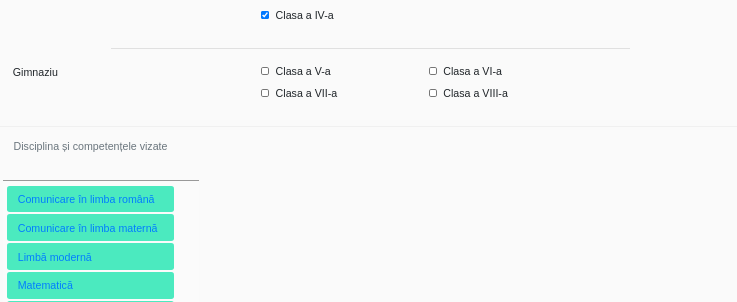 Clasa a IV-a
Gimnaziu Clasa a V-a Clasa a VI-a
Clasa a VII-a Clasa a VIII-a
Disciplina și competențele vizate
Comunicare în limba română
Comunicare în limba maternă
Limbă modernă
Matematică